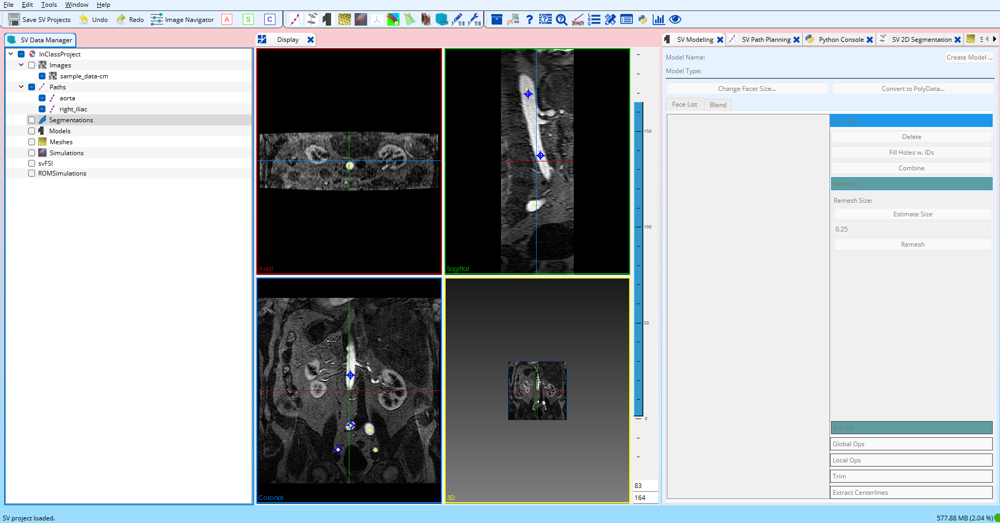 File Edit Tools Window Help
Save SV Projects Undo Redo Image Navigator A S C
SV Data Manager
InClassProject
Images
sample_data-cm
Paths
aorta
right_iliac
Segmentations
Models
Meshes
Simulations
svFSI
ROMSimulations
Display
Axial
Sagittal
Coronal
3D
150
100
50
0
83
164
SV Modeling SV Path Planning Python Console SV 2D Segmentation S
Model Name:
Create Model ...
Model Type:
Change Facet Size... Convert to PolyData...
Face List Blend
Face Ops
Delete
Fill Holes w. IDs
Combine
Remesh
Remesh Size:
Estimate Size
0.25
Remesh
Extract
Global Ops
Local Ops
Trim
Extract Centerlines
SV project loaded.
577.88 MB (2.04 %)